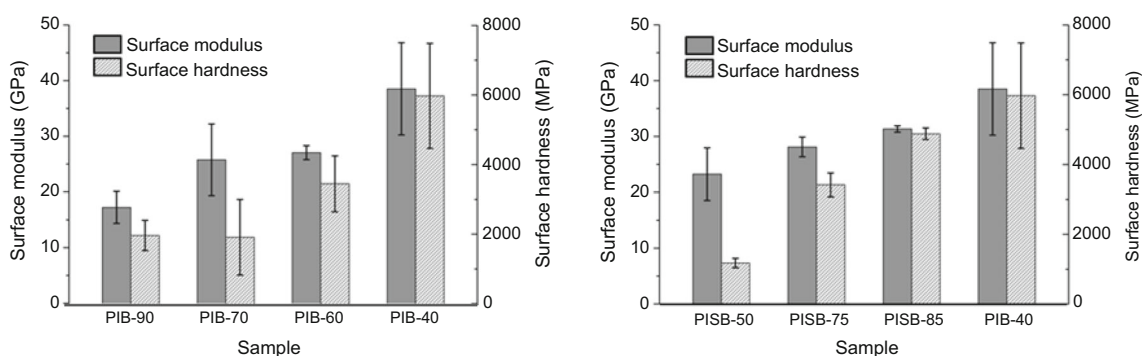 50
40
30
20
10
0
Surface modulus (GPa)
Surface modulus
Surface hardness
8000
6000
4000
2000
0
Surface hardness (MPa)
PIB-90 PIB-70 PIB-60 PIB-40
Sample
50
40
30
20
10
0
Surface modulus (GPa)
Surface modulus
Surface hardness
8000
6000
4000
2000
0
Surface hardness (MPa)
PISB-50 PISB-75 PISB-85 PIB-40
Sample